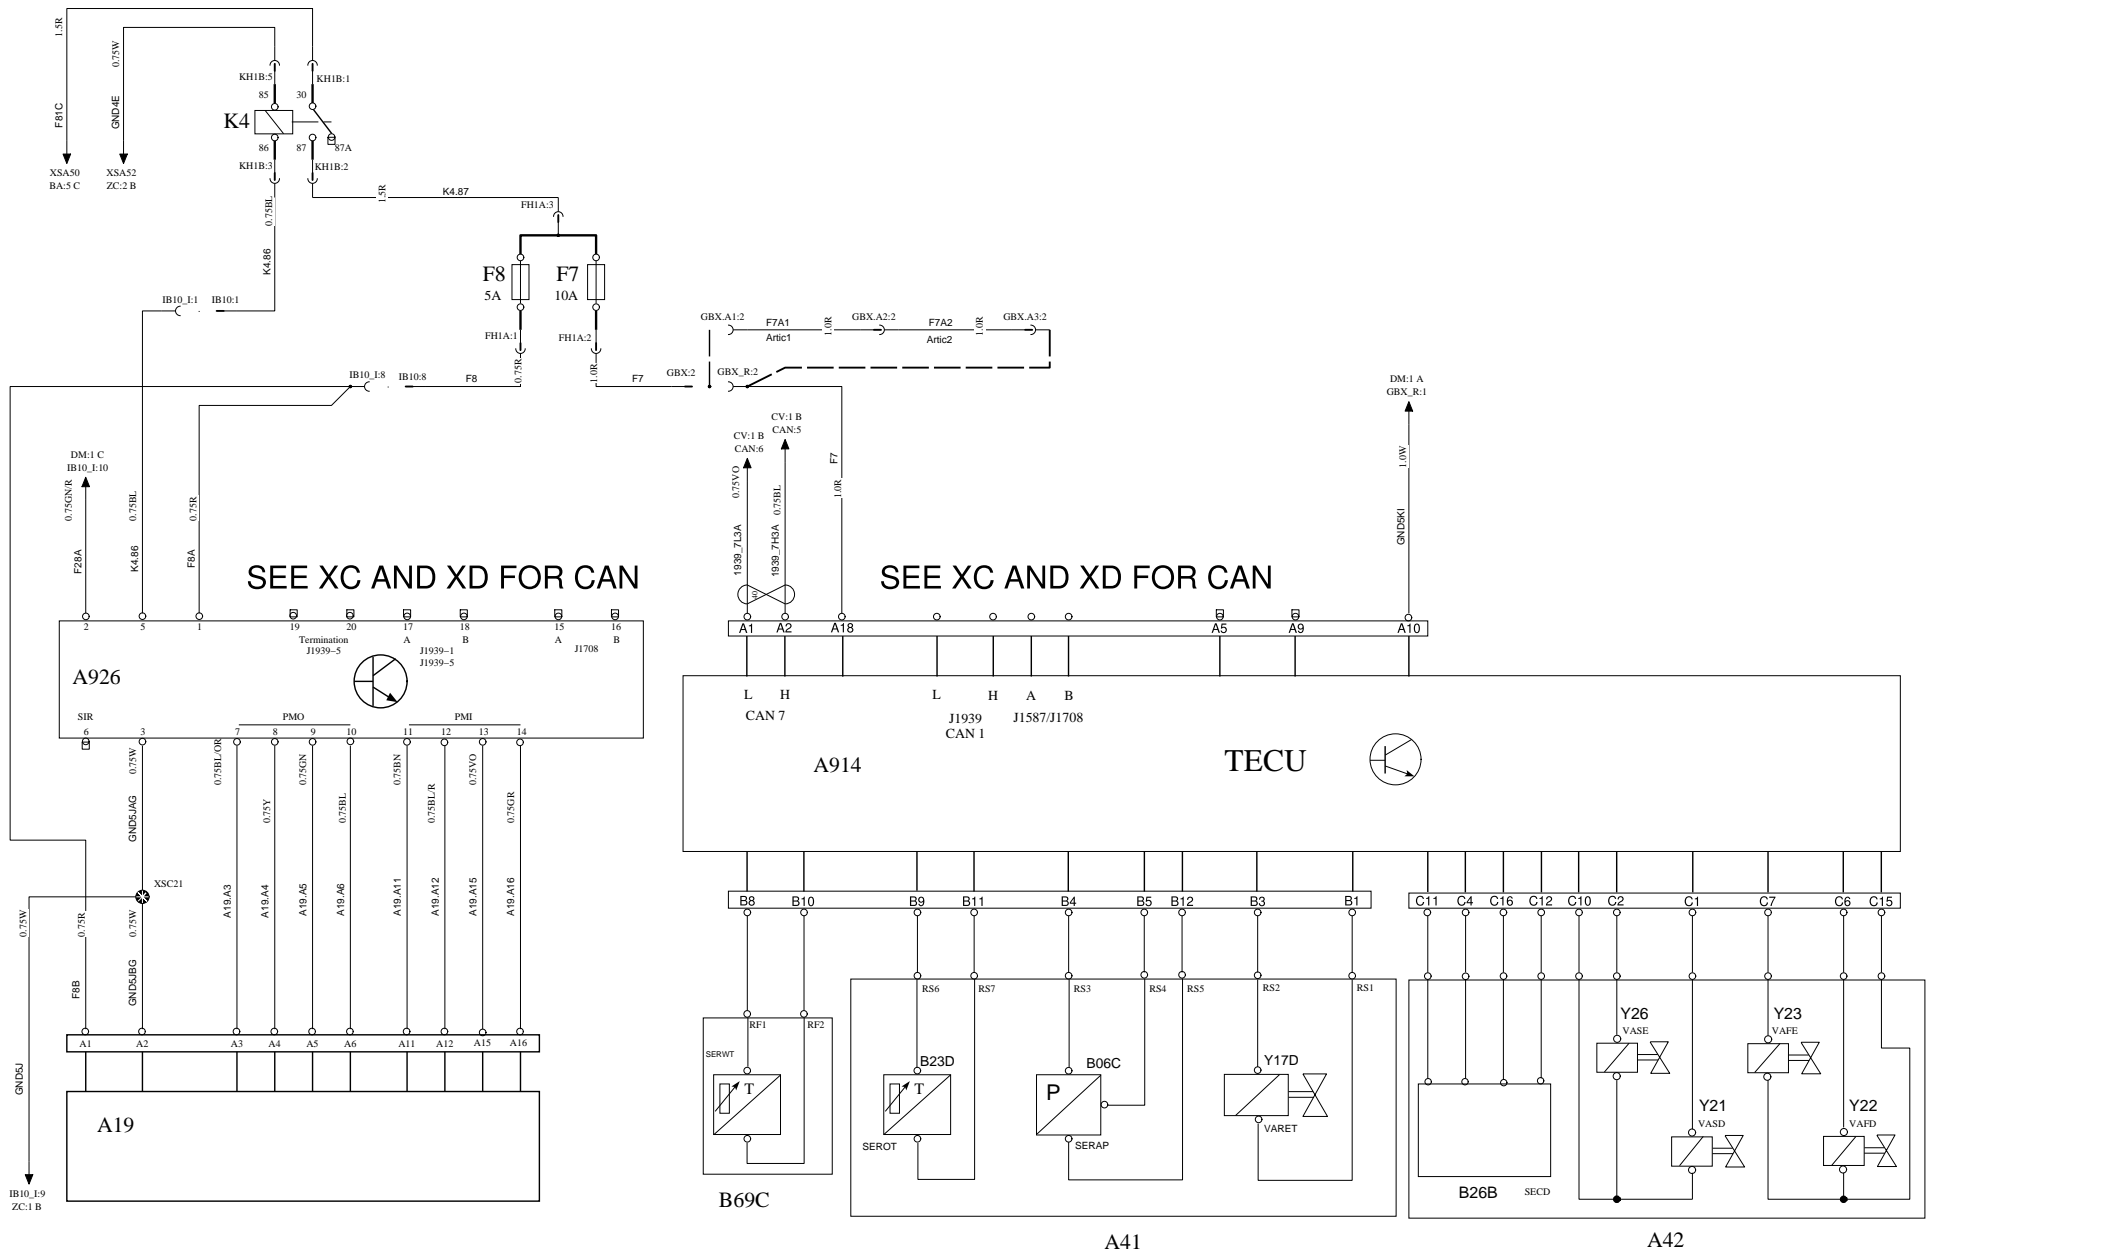 1.5R
F81C
XSA50
BA:5 C
0.75W
GND4E
XSA52
ZC:2 B
KH1B:5
KH1B:1
85
30
K4
86
87
87A
KH1B:3
KH1B:2
0.75BL
K4.86
1.5R
K4.87
FH1A:3
F8
5A
F7
10A
FH1A:1
FH1A:2
0.75R
1.0R
IB10_I:1
IB10:1
IB10_I:8
IB10:8
F8
F7
GBX:2
GBX_R:2
GBX.A1:2
F7A1
Artic1
1.0R
GBX.A2:2
F7A2
Artic2
1.0R
GBX.A3:2
DM:1 C
IB10_I:10
0.75GN/R
F28A
0.75BL
K4.86
0.75R
F8A
CV:1 B
CAN:6
CV:1 B
CAN:5
0.75VO
1939_7L3A
0.75BL
1939_7H3A
40
F7
1.0R
DM:1 A
GBX_R:1
1.0W
GND5KI
SEE XC AND XD FOR CAN
SEE XC AND XD FOR CAN
2
5
1
19
20
17
18
15
16
Termination
J1939−5
A
B
J1939−1
J1939−5
A
B
J1708
A926
SIR
PMO
PMI
6
3
7
8
9
10
11
12
13
14
A1
A2
A18
A5
A9
A10
L
H
L
H
A
B
CAN 7
J1939
CAN 1
J1587/J1708
A914
TECU
0.75W
GND5JAG
0.75BL/OR
0.75Y
0.75GN
0.75BL
0.75BN
0.75BL/R
0.75VO
0.75GR
XSC21
A19.A3
A19.A4
A19.A5
A19.A6
A19.A11
A19.A12
A19.A15
A19.A16
0.75W
0.75R
0.75W
F8B
GND5JBG
GND5J
IB10_I:9
ZC:1 B
A1
A2
A3
A4
A5
A6
A11
A12
A15
A16
A19
B8
B10
B9
B11
B4
B5
B12
B3
B1
C11
C4
C16
C12
C10
C2
C1
C7
C6
C15
RF1
RF2
SERWT
T
B69C
RS6
RS7
RS3
RS4
RS5
RS2
RS1
B23D
T
SEROT
B06C
P
SERAP
Y17D
VARET
A41
Y26
VASE
Y23
VAFE
Y21
VASD
Y22
VAFD
B26B
SECD
A42